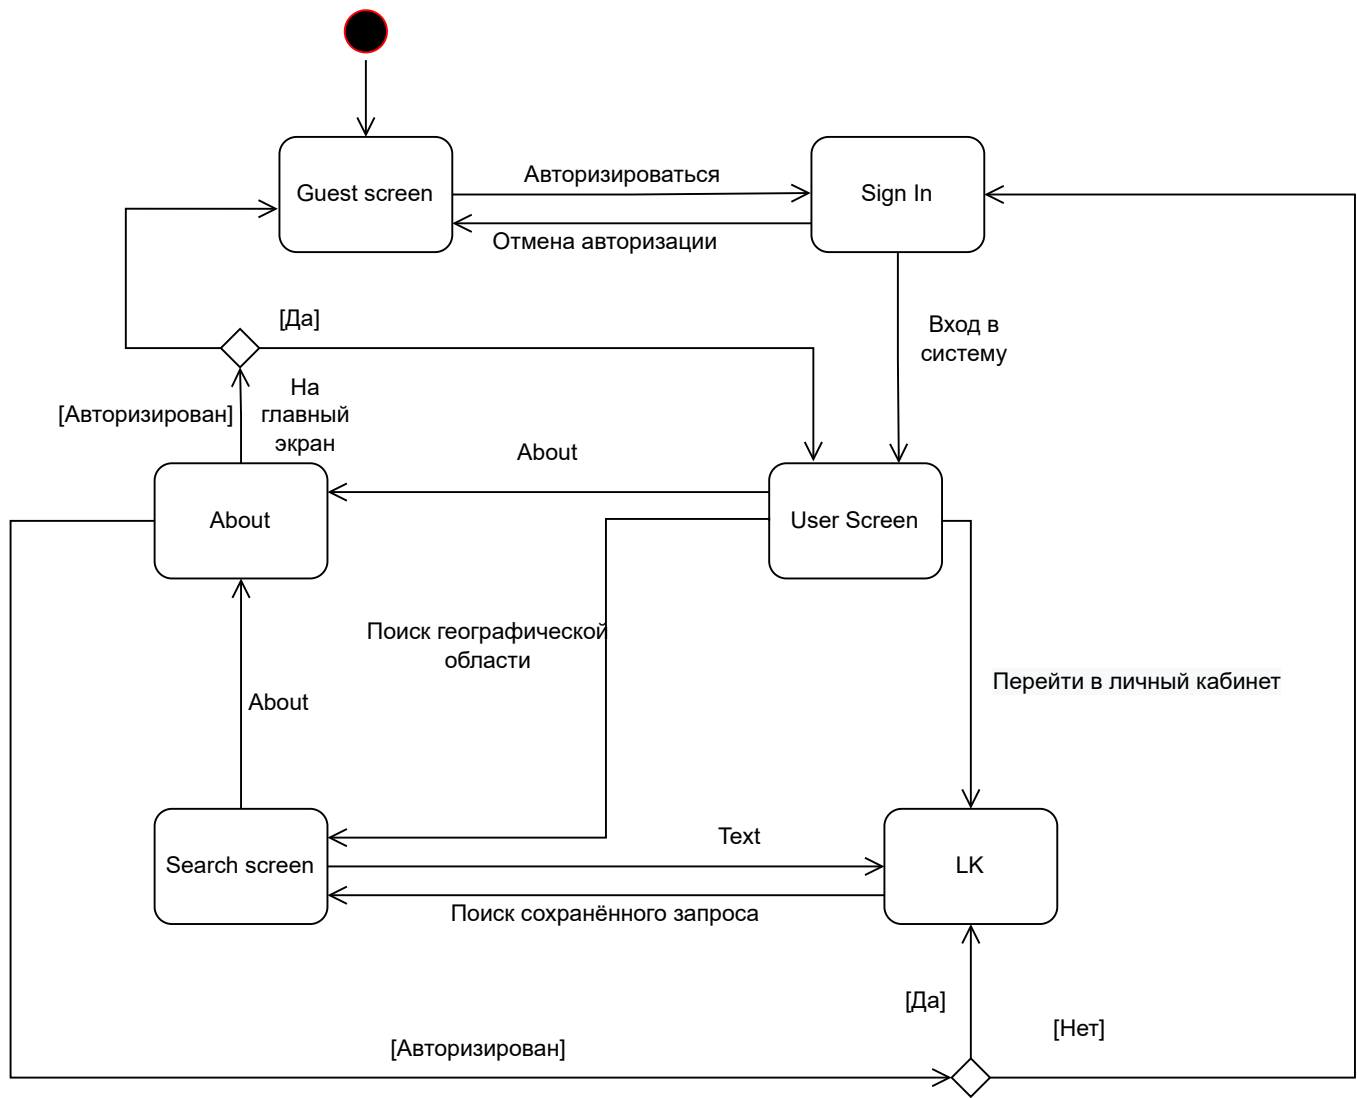 Авторизироваться
Guest screen
Sign In
Отмена авторизации
[Да]
Вход в
систему
На
главный
экран
[Авторизирован]
About
About
User Screen
Поиск географической
области
Перейти в личный кабинет
About
Text
Search screen
LK
Поиск сохранённого запроса
[Да]
[Нет]
[Авторизирован]